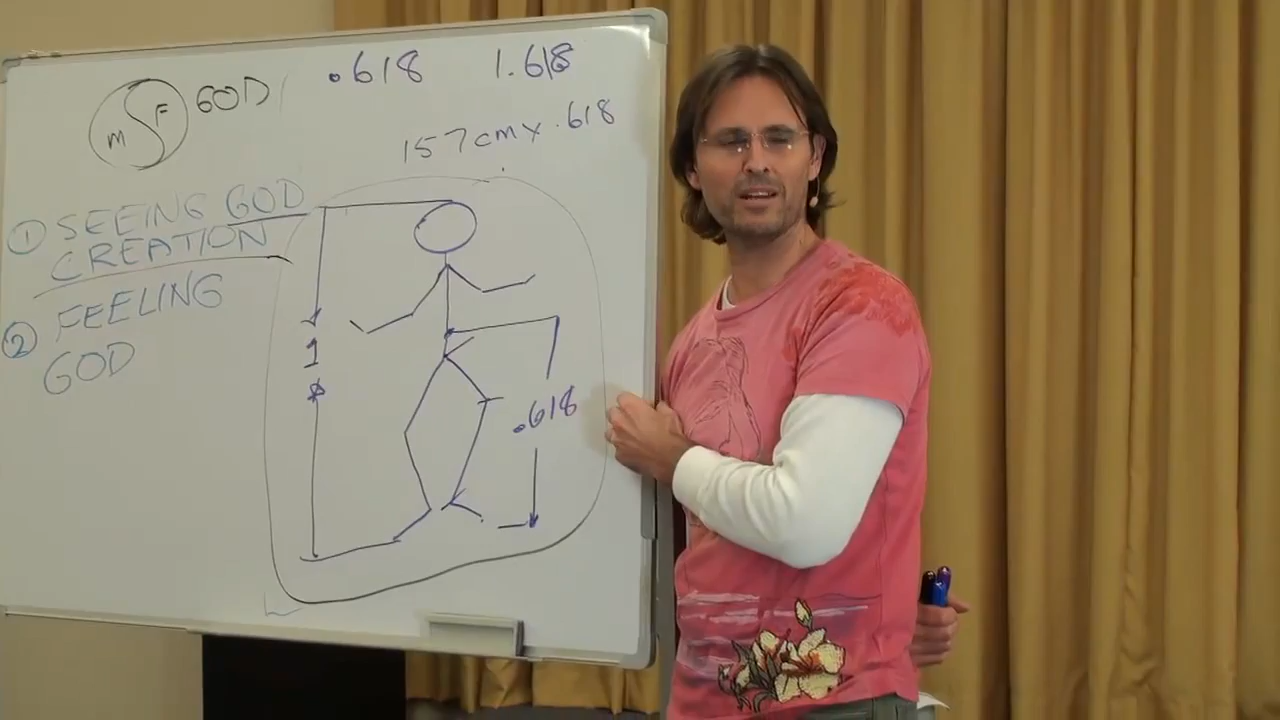 .618 1.618
m F GOD
157cm x .618
① SEEING GOD
CREATION
② FEELING
GOD
1
.618